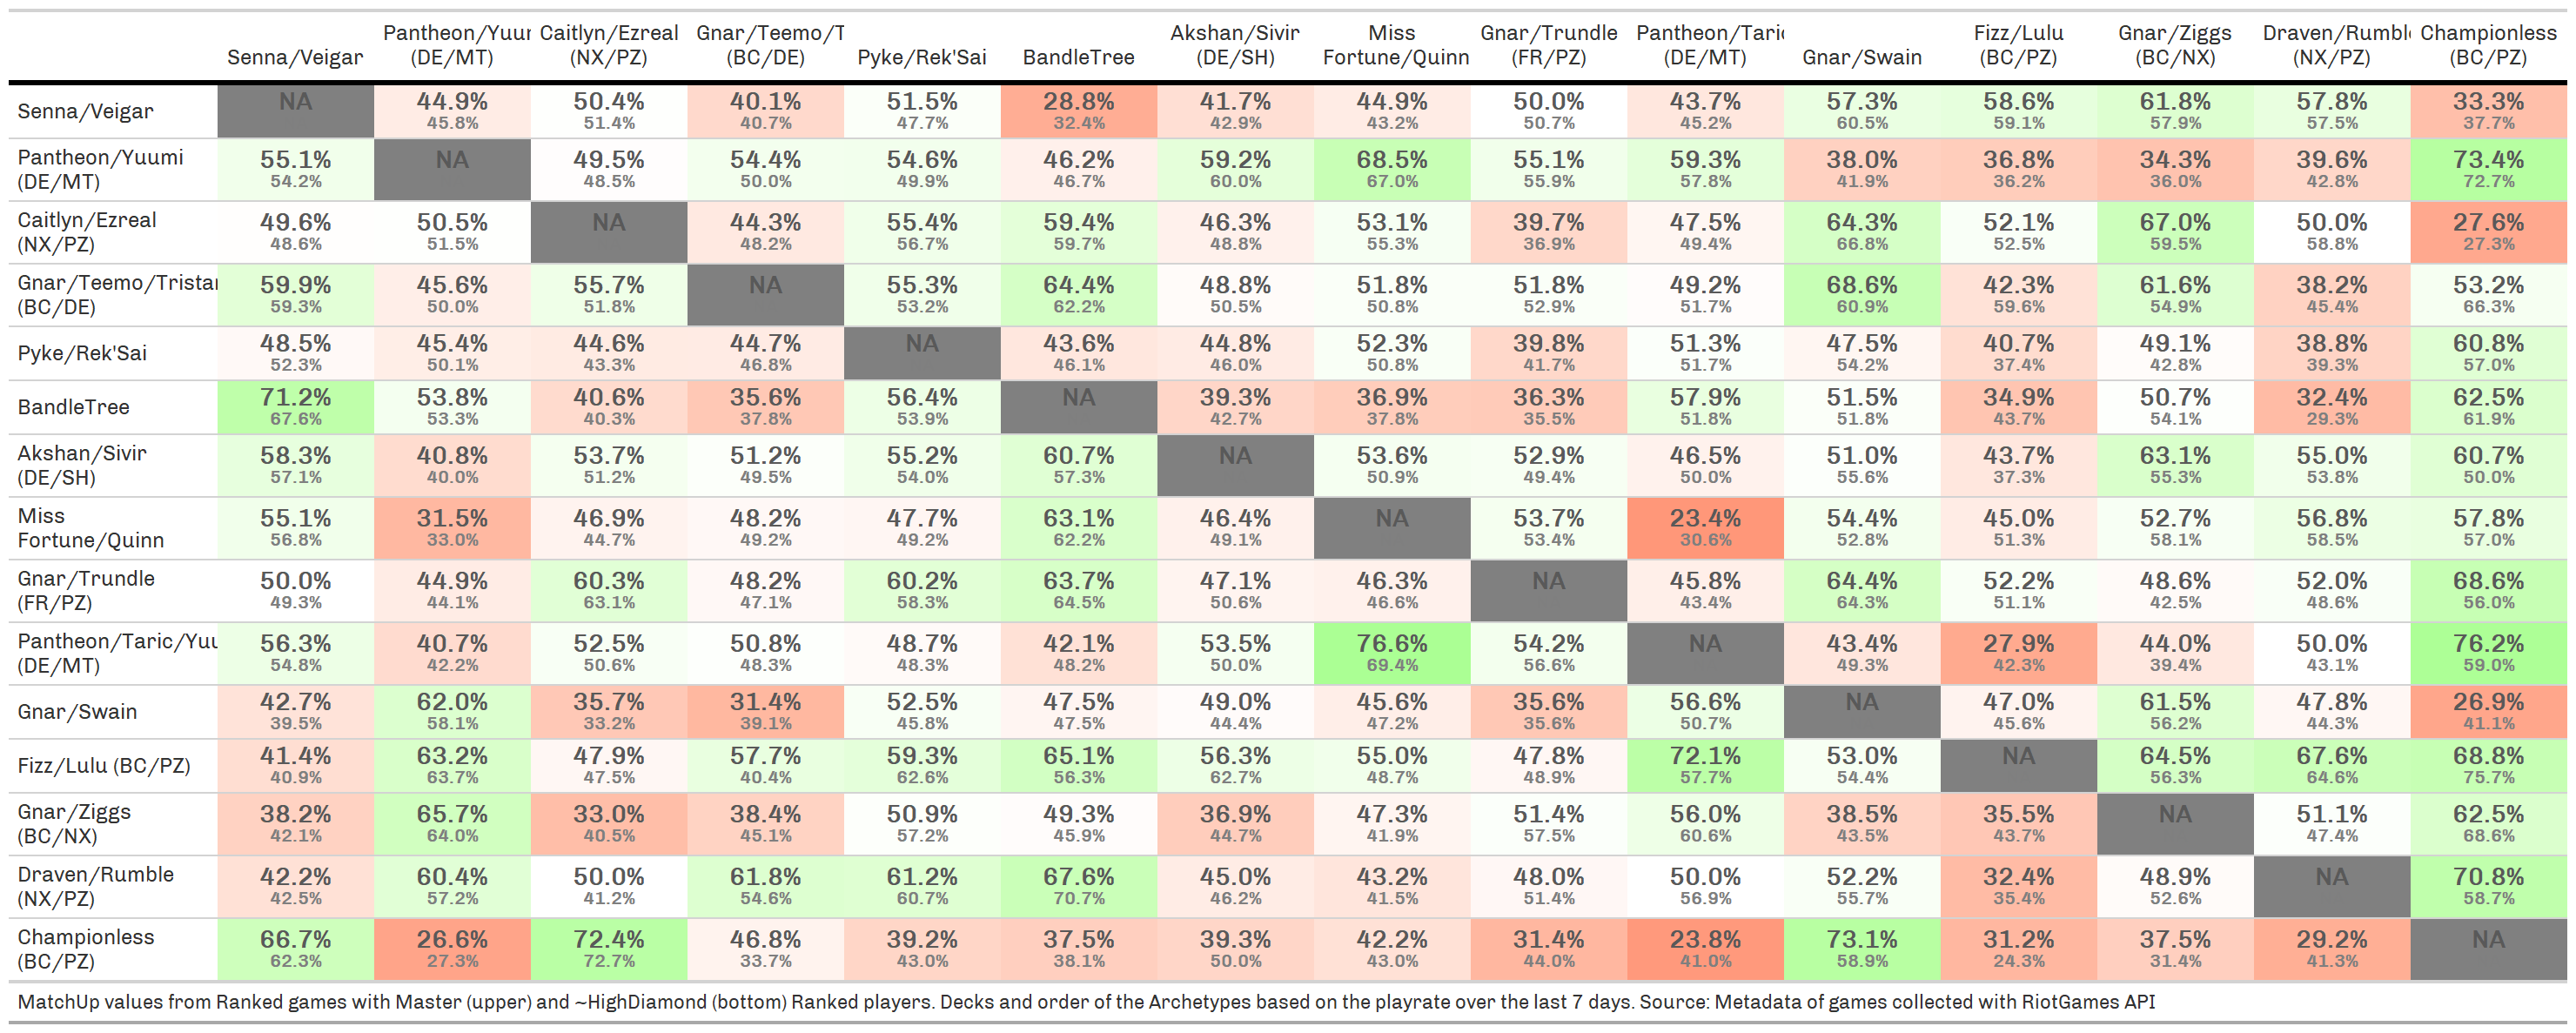 Pantheon/Yuur Caitlyn/Ezreal Gnar/Teemo/T Akshan/Sivir Miss Gnar/Trundle Pantheon/Taric Fizz/Lulu Gnar/Ziggs Draven/Rumble Championless
Senna/Veigar (DE/MT) (NX/PZ) (BC/DE) Pyke/Rek'Sai BandleTree (DE/SH) Fortune/Quinn (FR/PZ) (DE/MT) Gnar/Swain (BC/PZ) (BC/NX) (NX/PZ) (BC/PZ)
Senna/Veigar
NA 44.9% 50.4% 40.1% 51.5% 28.8% 41.7% 44.9% 50.0% 43.7% 57.3% 58.6% 61.8% 57.8% 33.3%
45.8% 51.4% 40.7% 47.7% 32.4% 42.9% 43.2% 50.7% 45.2% 60.5% 59.1% 57.9% 57.5% 37.7%
Pantheon/Yuumi
(DE/MT)
55.1% NA 49.5% 54.4% 54.6% 46.2% 59.2% 68.5% 55.1% 59.3% 38.0% 36.8% 34.3% 39.6% 73.4%
54.2% 48.5% 50.0% 49.9% 46.7% 60.0% 67.0% 55.9% 57.8% 41.9% 36.2% 36.0% 42.8% 72.7%
Caitlyn/Ezreal
(NX/PZ)
49.6% 50.5% NA 44.3% 55.4% 59.4% 46.3% 53.1% 39.7% 47.5% 64.3% 52.1% 67.0% 50.0% 27.6%
48.6% 51.5% 48.2% 56.7% 59.7% 48.8% 55.3% 36.9% 49.4% 66.8% 52.5% 59.5% 58.8% 27.3%
Gnar/Teemo/Tristar
(BC/DE)
59.9% 45.6% 55.7% NA 55.3% 64.4% 48.8% 51.8% 51.8% 49.2% 68.6% 42.3% 61.6% 38.2% 53.2%
59.3% 50.0% 51.8% 53.2% 62.2% 50.5% 50.8% 52.9% 51.7% 60.9% 59.6% 54.9% 45.4% 66.3%
Pyke/Rek'Sai
48.5% 45.4% 44.6% 44.7% NA 43.6% 44.8% 52.3% 39.8% 51.3% 47.5% 40.7% 49.1% 38.8% 60.8%
52.3% 50.1% 43.3% 46.8% 46.1% 46.0% 50.8% 41.7% 51.7% 54.2% 37.4% 42.8% 39.3% 57.0%
BandleTree
71.2% 53.8% 40.6% 35.6% 56.4% NA 39.3% 36.9% 36.3% 57.9% 51.5% 34.9% 50.7% 32.4% 62.5%
67.6% 53.3% 40.3% 37.8% 53.9% 42.7% 37.8% 35.5% 51.8% 51.8% 43.7% 54.1% 29.3% 61.9%
Akshan/Sivir
(DE/SH)
58.3% 40.8% 53.7% 51.2% 55.2% 60.7% NA 53.6% 52.9% 46.5% 51.0% 43.7% 63.1% 55.0% 60.7%
57.1% 40.0% 51.2% 49.5% 54.0% 57.3% 50.9% 49.4% 50.0% 55.6% 37.3% 55.3% 53.8% 50.0%
Miss
Fortune/Quinn
55.1% 31.5% 46.9% 48.2% 47.7% 63.1% 46.4% NA 53.7% 23.4% 54.4% 45.0% 52.7% 56.8% 57.8%
56.8% 33.0% 44.7% 49.2% 49.2% 62.2% 49.1% 53.4% 30.6% 52.8% 51.3% 58.1% 58.5% 57.0%
Gnar/Trundle
(FR/PZ)
50.0% 44.9% 60.3% 48.2% 60.2% 63.7% 47.1% 46.3% NA 45.8% 64.4% 52.2% 48.6% 52.0% 68.6%
49.3% 44.1% 63.1% 47.1% 58.3% 64.5% 50.6% 46.6% 43.4% 64.3% 51.1% 42.5% 48.6% 56.0%
Pantheon/Taric/Yuu
(DE/MT)
56.3% 40.7% 52.5% 50.8% 48.7% 42.1% 53.5% 76.6% 54.2% NA 43.4% 27.9% 44.0% 50.0% 76.2%
54.8% 42.2% 50.6% 48.3% 48.3% 48.2% 50.0% 69.4% 56.6% 49.3% 42.3% 39.4% 43.1% 59.0%
Gnar/Swain
42.7% 62.0% 35.7% 31.4% 52.5% 47.5% 49.0% 45.6% 35.6% 56.6% NA 47.0% 61.5% 47.8% 26.9%
39.5% 58.1% 33.2% 39.1% 45.8% 47.5% 44.4% 47.2% 35.6% 50.7% 45.6% 56.2% 44.3% 41.1%
Fizz/Lulu (BC/PZ)
41.4% 63.2% 47.9% 57.7% 59.3% 65.1% 56.3% 55.0% 47.8% 72.1% 53.0% NA 64.5% 67.6% 68.8%
40.9% 63.7% 47.5% 40.4% 62.6% 56.3% 62.7% 48.7% 48.9% 57.7% 54.4% 56.3% 64.6% 75.7%
Gnar/Ziggs
(BC/NX)
38.2% 65.7% 33.0% 38.4% 50.9% 49.3% 36.9% 47.3% 51.4% 56.0% 38.5% 35.5% NA 51.1% 62.5%
42.1% 64.0% 40.5% 45.1% 57.2% 45.9% 44.7% 41.9% 57.5% 60.6% 43.5% 43.7% 47.4% 68.6%
Draven/Rumble
(NX/PZ)
42.2% 60.4% 50.0% 61.8% 61.2% 67.6% 45.0% 43.2% 48.0% 50.0% 52.2% 32.4% 48.9% NA 70.8%
42.5% 57.2% 41.2% 54.6% 60.7% 70.7% 46.2% 41.5% 51.4% 56.9% 55.7% 35.4% 52.6% 58.7%
Championless
(BC/PZ)
66.7% 26.6% 72.4% 46.8% 39.2% 37.5% 39.3% 42.2% 31.4% 23.8% 73.1% 31.2% 37.5% 29.2% NA
62.3% 27.3% 72.7% 33.7% 43.0% 38.1% 50.0% 43.0% 44.0% 41.0% 58.9% 24.3% 31.4% 41.3%
MatchUp values from Ranked games with Master (upper) and ~HighDiamond (bottom) Ranked players. Decks and order of the Archetypes based on the playrate over the last 7 days. Source: Metadata of games collected with RiotGames API